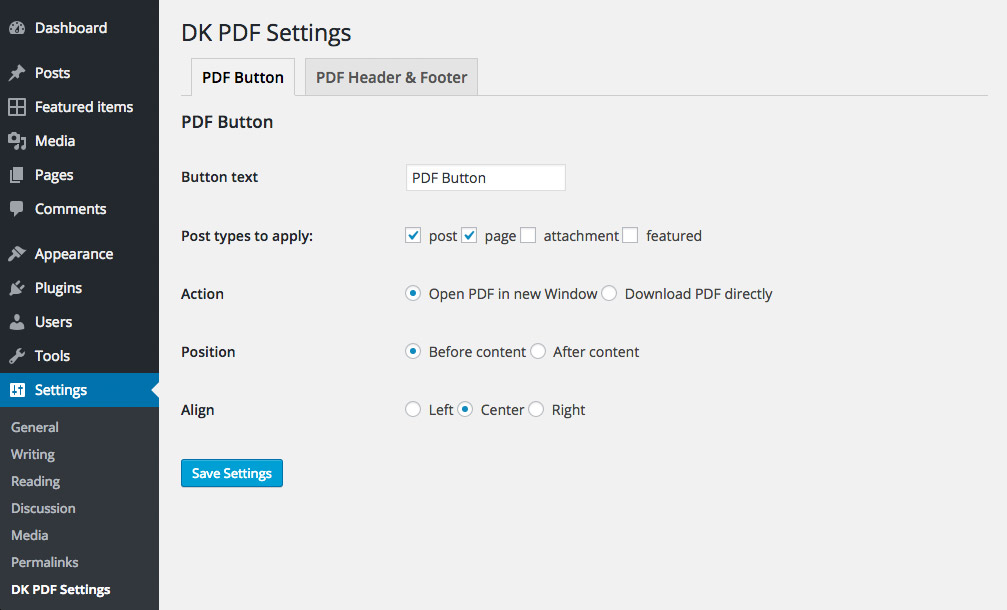 Dashboard
Posts
Featured items
Media
Pages
Comments
Appearance
Plugins
Users
Tools
Settings
General
Writing
Reading
Discussion
Media
Permalinks
DK PDF Settings
DK PDF Settings
PDF Button PDF Header & Footer
PDF Button
Button text PDF Button
Post types to apply: post page attachment featured
Action Open PDF in new Window Download PDF directly
Position Before content After content
Align Left Center Right
Save Settings